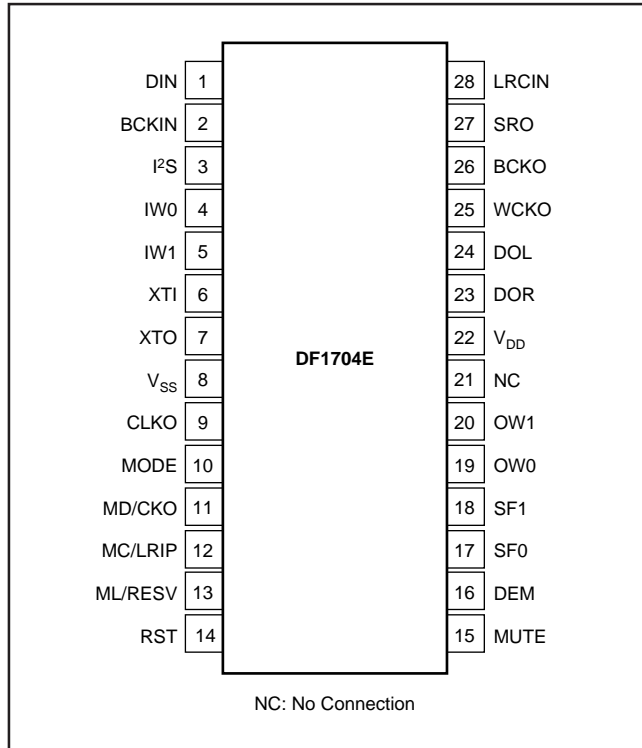 DIN 1 28 LRCIN
BCKIN 2 27 SRO
I²S 3 26 BCKO
IW0 4 25 WCKO
IW1 5 24 DOL
XTI 6 23 DOR
XTO 7 22 V_DD
DF1704E
V_SS 8 21 NC
CLKO 9 20 OW1
MODE 10 19 OW0
MD/CKO 11 18 SF1
MC/LRIP 12 17 SF0
ML/RESV 13 16 DEM
RST 14 15 MUTE
NC: No Connection